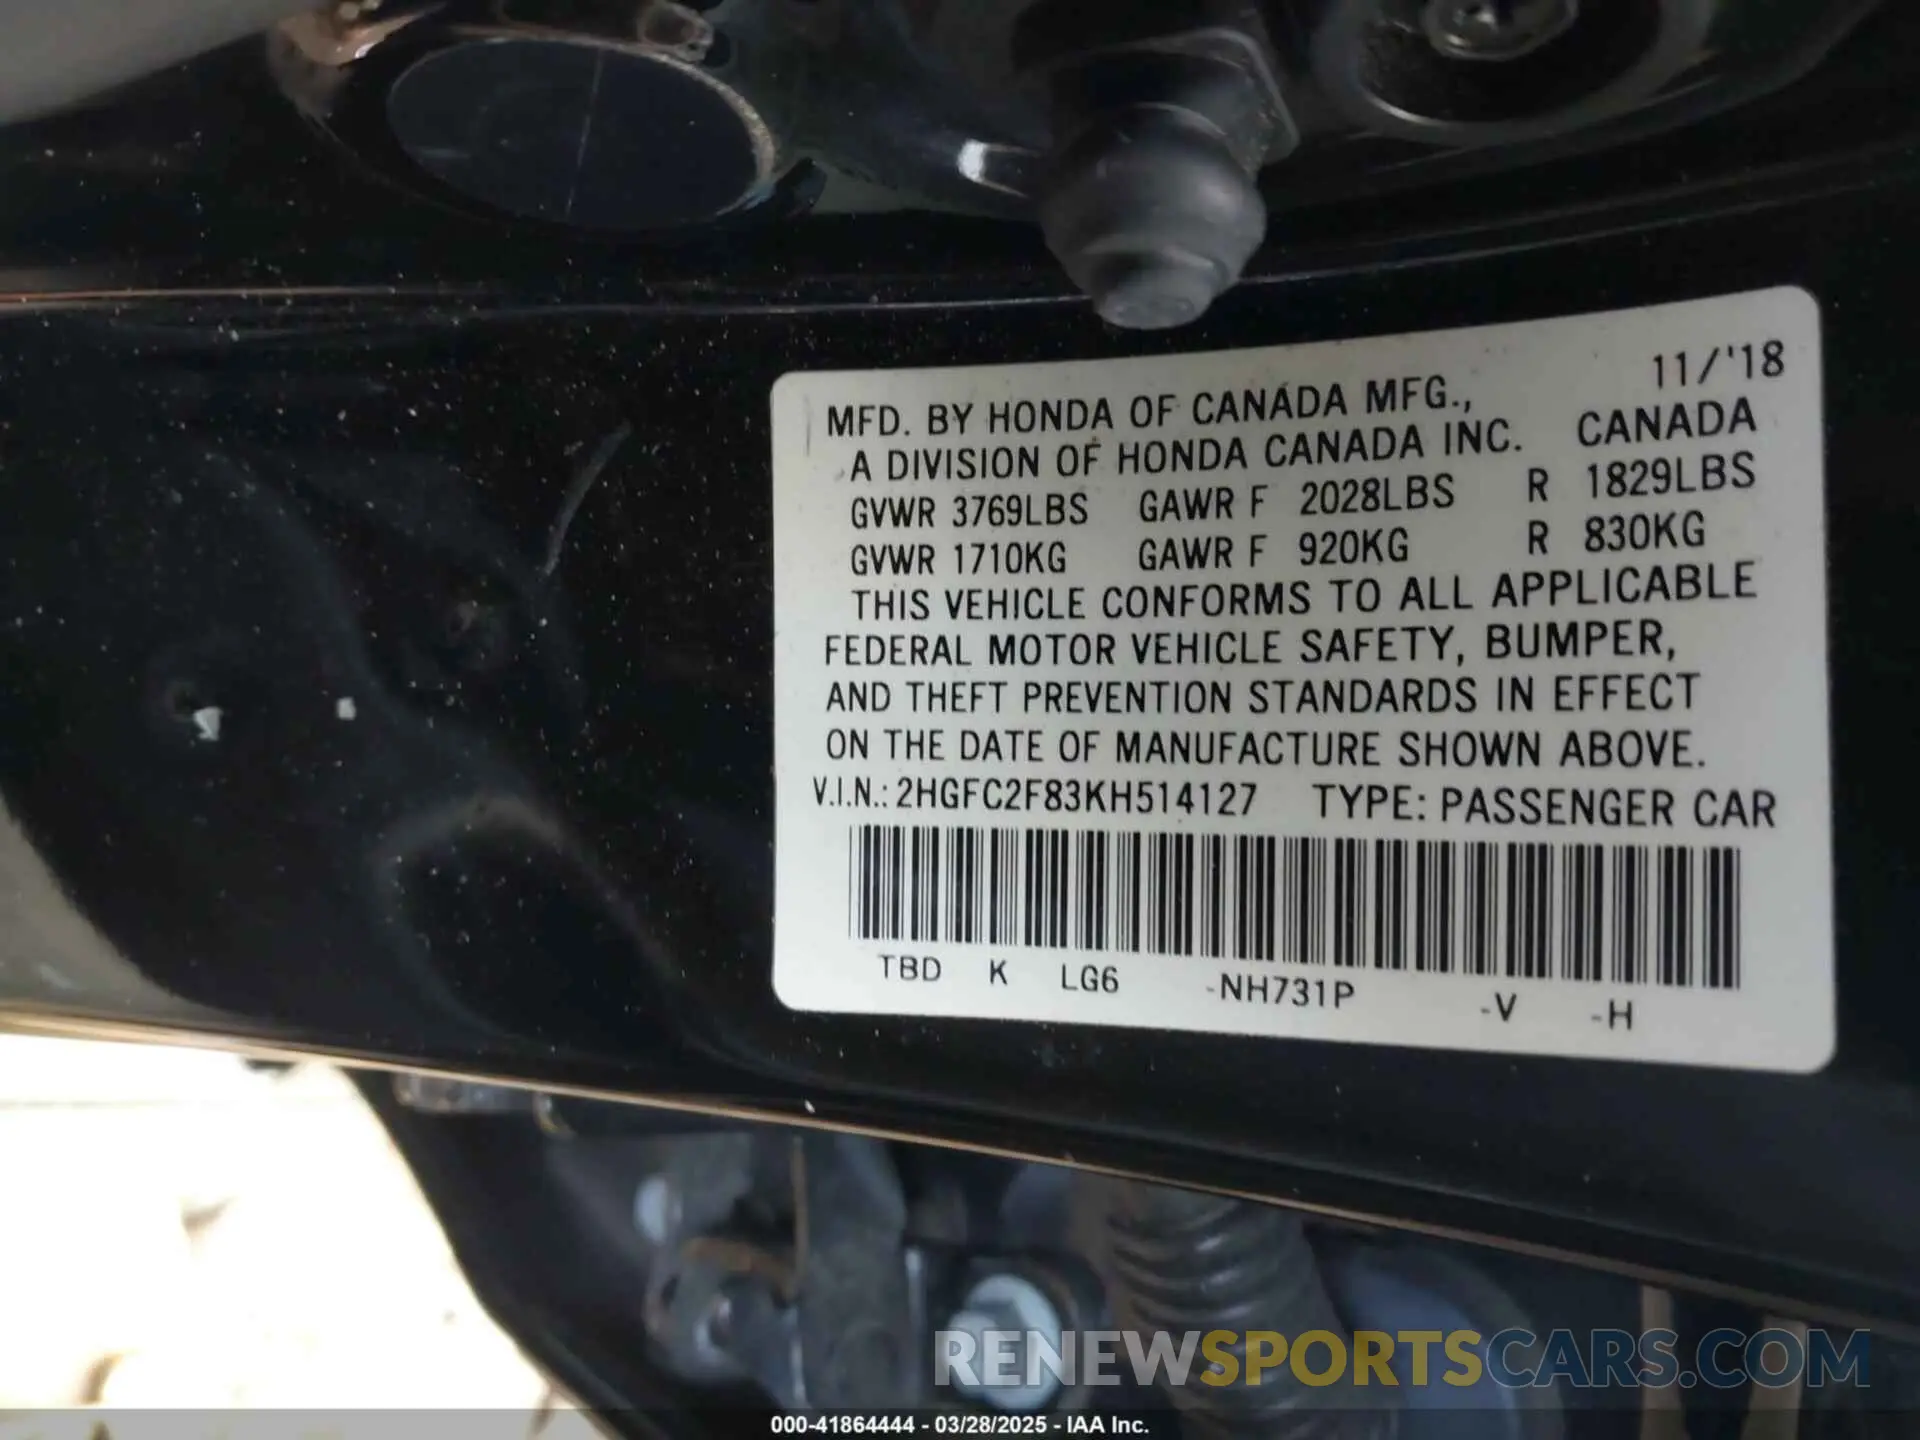 11/'18
MFD. BY HONDA OF CANADA MFG.,
A DIVISION OF HONDA CANADA INC. CANADA
GVWR 3769LBS GAWR F 2028LBS R 1829LBS
GVWR 1710KG GAWR F 920KG R 830KG
THIS VEHICLE CONFORMS TO ALL APPLICABLE
FEDERAL MOTOR VEHICLE SAFETY, BUMPER,
AND THEFT PREVENTION STANDARDS IN EFFECT
ON THE DATE OF MANUFACTURE SHOWN ABOVE.
V.I.N.: 2HGFC2F83KH514127 TYPE: PASSENGER CAR
TBD K LG6 -NH731P -V -H
RENEWSPORTSCARS.COM
000-41864444 - 03/28/2025 - IAA Inc.